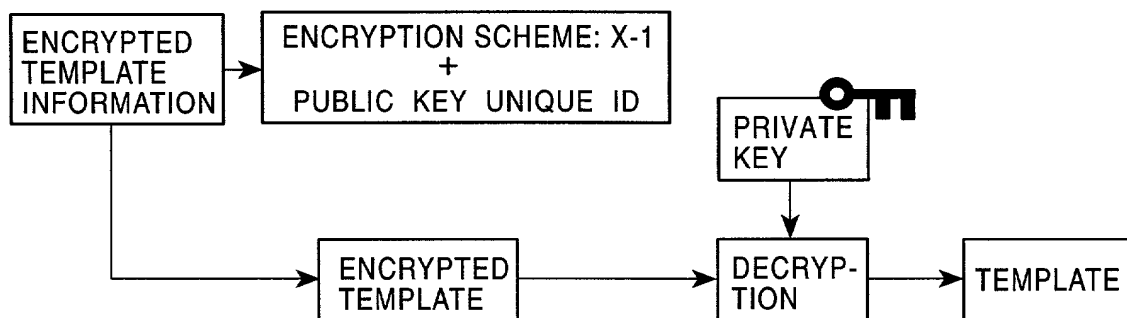 ENCRYPTED
TEMPLATE
INFORMATION
ENCRYPTION SCHEME: X-1
+
PUBLIC KEY UNIQUE ID
PRIVATE
KEY
ENCRYPTED
TEMPLATE
DECRYP-
TION
TEMPLATE